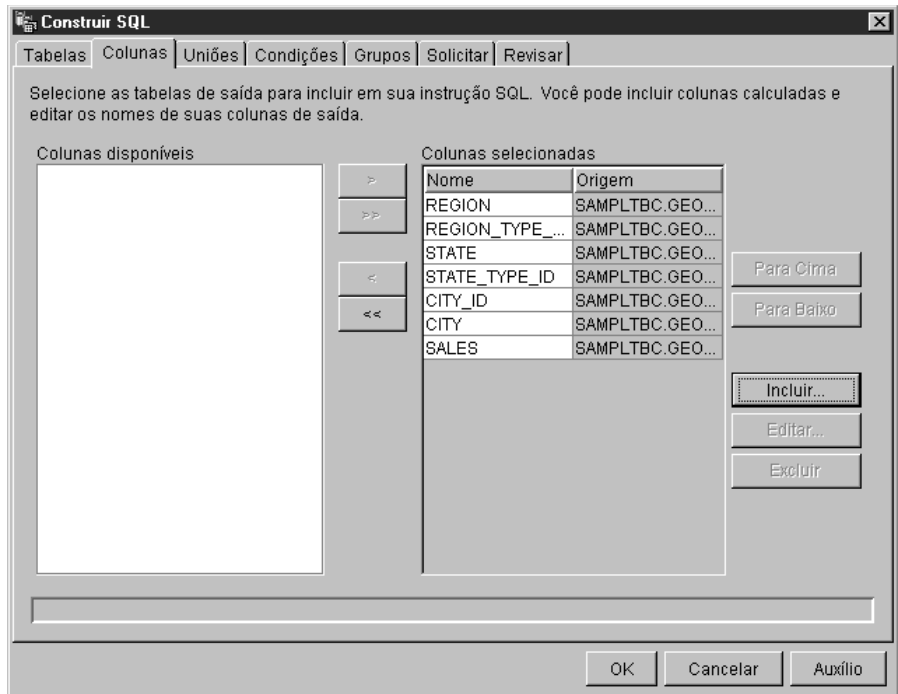 Construir SQL
Tabelas Colunas Uniões Condições Grupos Solicitar Revisar
Selecione as tabelas de saída para incluir em sua instrução SQL. Você pode incluir colunas calculadas e
editar os nomes de suas colunas de saída.
Colunas disponíveis
>
>>
<
<<
Colunas selecionadas
Nome Origem
REGION SAMPLTBC.GEO...
REGION_TYPE_... SAMPLTBC.GEO...
STATE SAMPLTBC.GEO...
STATE_TYPE_ID SAMPLTBC.GEO...
CITY_ID SAMPLTBC.GEO...
CITY SAMPLTBC.GEO...
SALES SAMPLTBC.GEO...
Para Cima
Para Baixo
Incluir...
Editar...
Excluir
OK Cancelar Auxílio